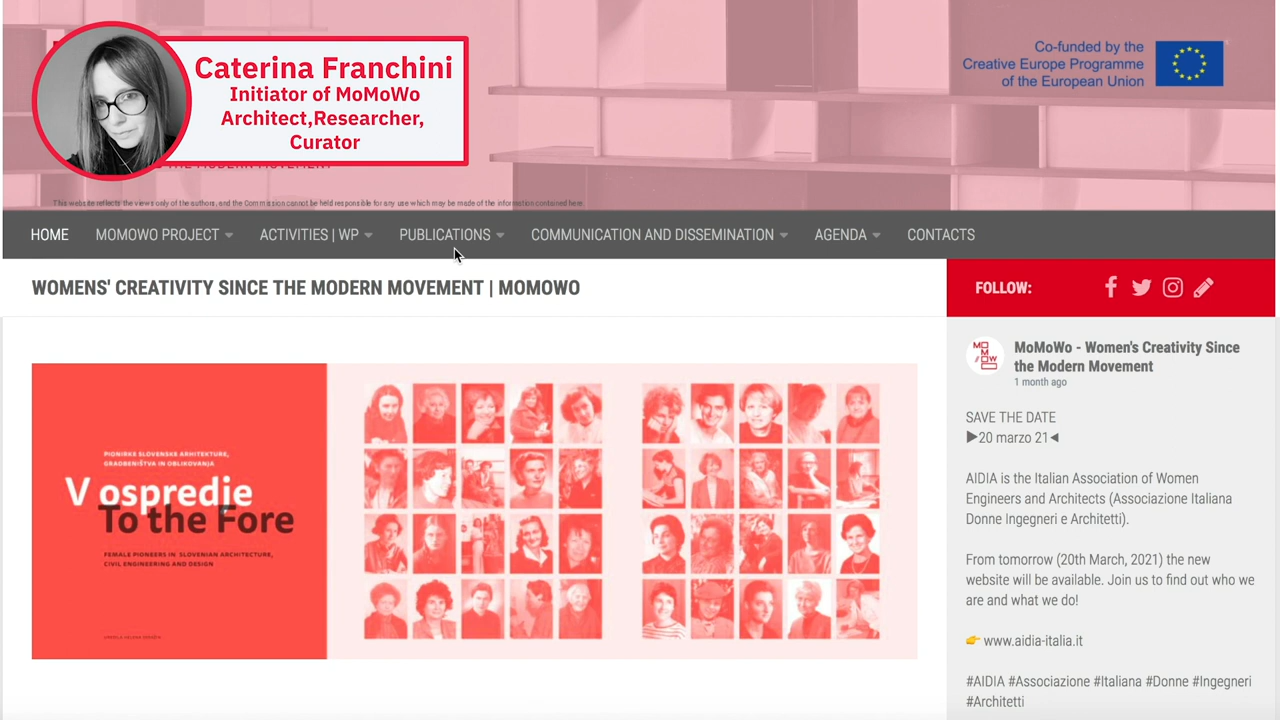 Caterina Franchini
Initiator of MoMoWo
Architect,Researcher,
Curator
THE MODERN MOVEMENT
Co-funded by the
Creative Europe Programme
of the European Union
This website reflects the views only of the authors, and the Commission cannot be held responsible for any use which may be made of the information contained here.
HOME MOMOWO PROJECT ACTIVITIES | WP PUBLICATIONS COMMUNICATION AND DISSEMINATION AGENDA CONTACTS
WOMENS' CREATIVITY SINCE THE MODERN MOVEMENT | MOMOWO
FOLLOW:
PIONIRKE SLOVENSKE ARHITEKTURE,
GRADBENIŠTVA IN OBLIKOVANJA
V ospredje
To the Fore
FEMALE PIONEERS IN SLOVENIAN ARCHITECTURE,
CIVIL ENGINEERING AND DESIGN
MO
MO
WO
MoMoWo - Women's Creativity Since
the Modern Movement
1 month ago
SAVE THE DATE
▶20 marzo 21◀
AIDIA is the Italian Association of Women
Engineers and Architects (Associazione Italiana
Donne Ingegneri e Architetti).
From tomorrow (20th March, 2021) the new
website will be available. Join us to find out who we
are and what we do!
👉 www.aidia-italia.it
#AIDIA #Associazione #Italiana #Donne #Ingegneri
#Architetti